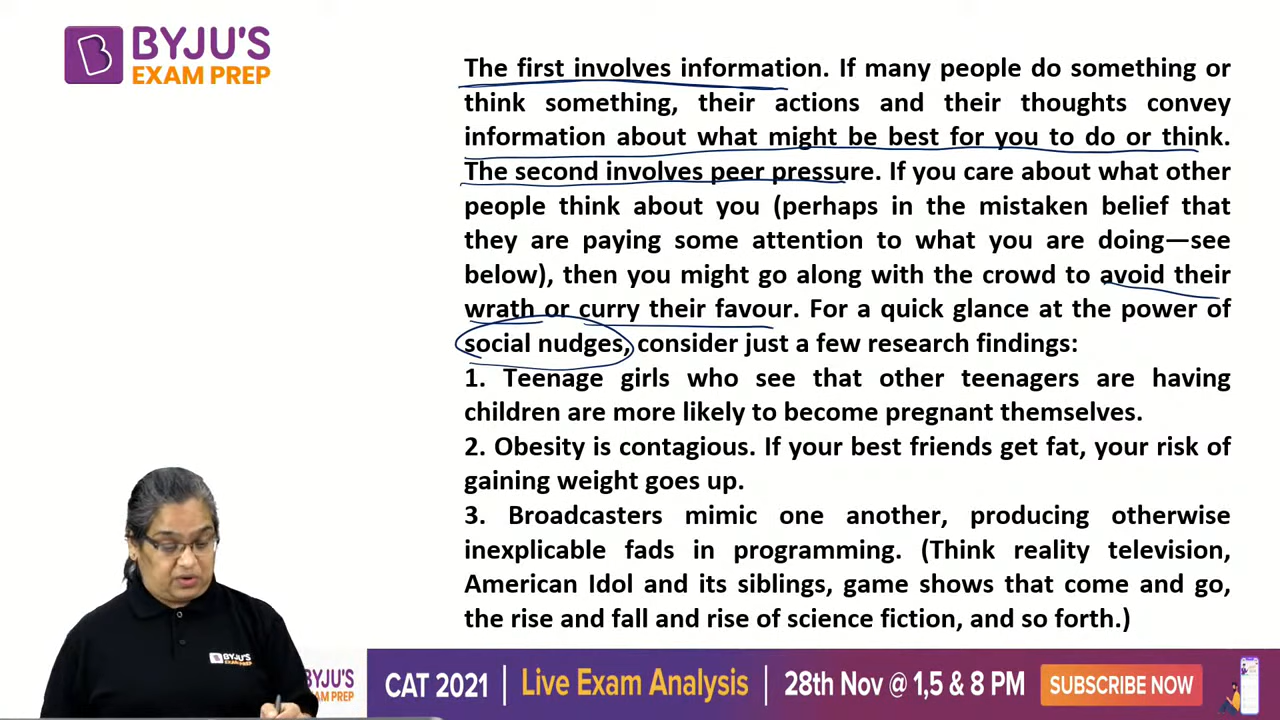 BYJU'S
EXAM PREP
The first involves information. If many people do something or
think something, their actions and their thoughts convey
information about what might be best for you to do or think.
The second involves peer pressure. If you care about what other
people think about you (perhaps in the mistaken belief that
they are paying some attention to what you are doing—see
below), then you might go along with the crowd to avoid their
wrath or curry their favour. For a quick glance at the power of
social nudges, consider just a few research findings:
1. Teenage girls who see that other teenagers are having
children are more likely to become pregnant themselves.
2. Obesity is contagious. If your best friends get fat, your risk of
gaining weight goes up.
3. Broadcasters mimic one another, producing otherwise
inexplicable fads in programming. (Think reality television,
American Idol and its siblings, game shows that come and go,
the rise and fall and rise of science fiction, and so forth.)
BYJU'S
EXAM PREP
BYJU'S
EXAM PREP
CAT 2021 Live Exam Analysis 28th Nov @ 1,5 & 8 PM SUBSCRIBE NOW